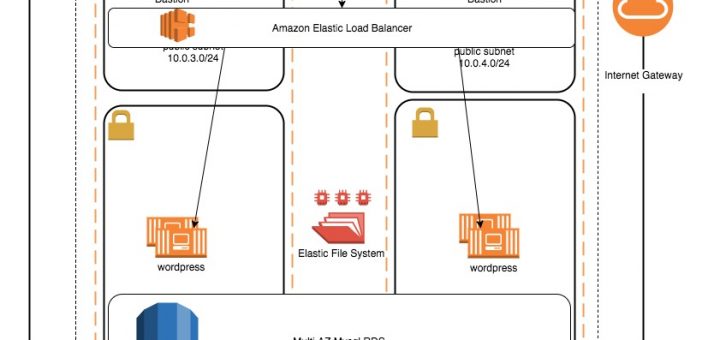 Bastion
Bastion
Amazon Elastic Load Balancer
public subnet
10.0.3.0/24
public subnet
10.0.4.0/24
Internet Gateway
Elastic File System
wordpress
wordpress
Multi AZ Mysql RDS